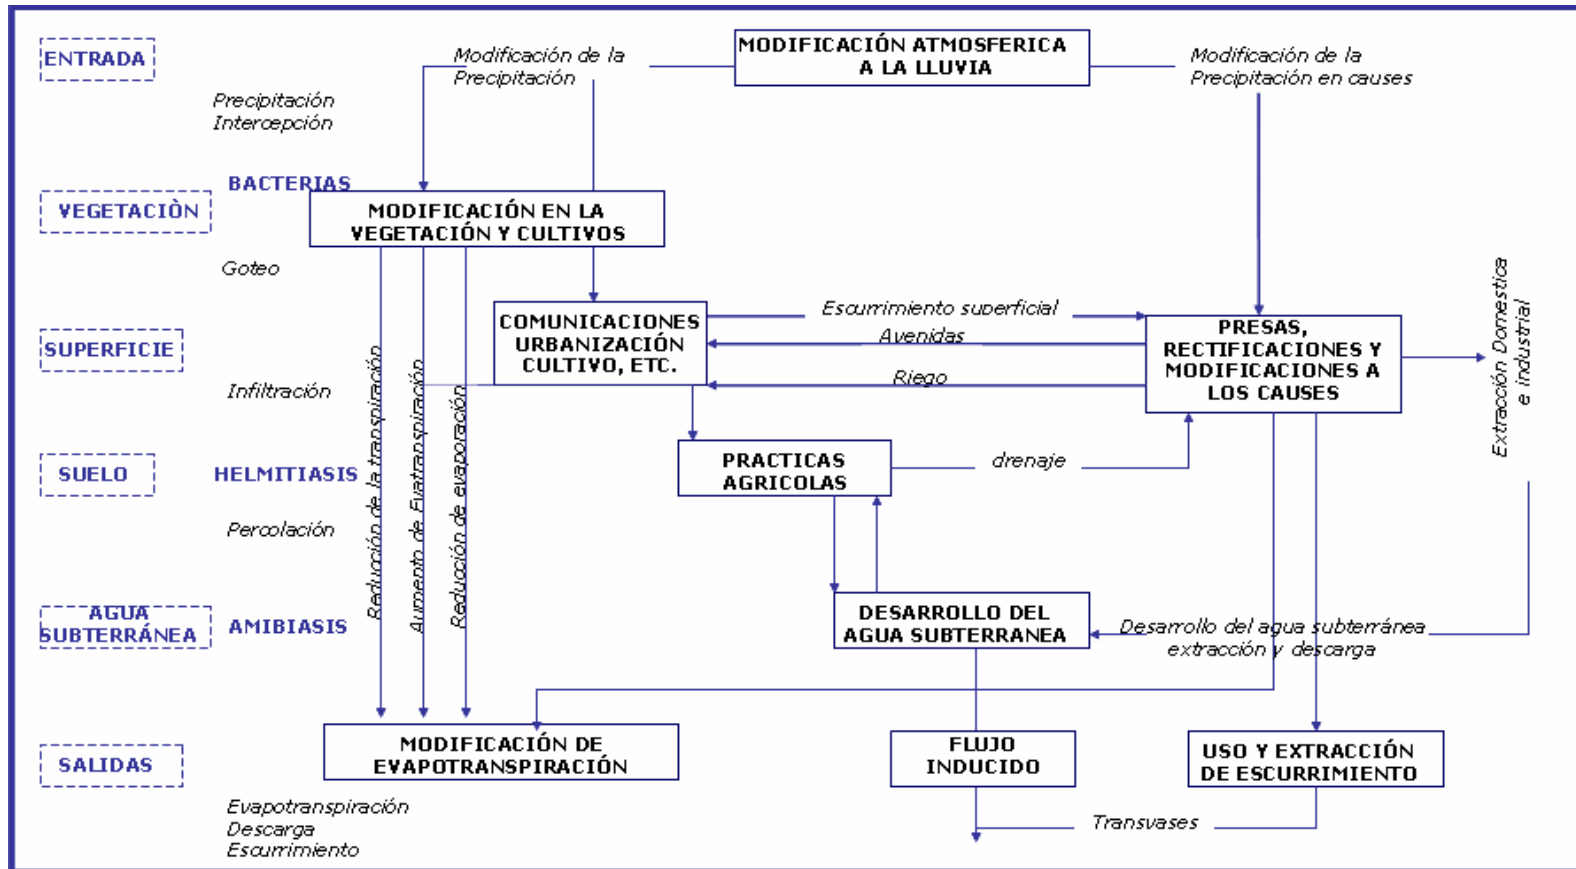 ENTRADA
Modificación de la
Precipitación
MODIFICACIÓN ATMOSFERICA
A LA LLUVIA
Modificación de la
Precipitación en causes
Precipitación
Intercepción
BACTERIAS
VEGETACIÒN
MODIFICACIÓN EN LA
VEGETACIÓN Y CULTIVOS
Goteo
SUPERFICIE
COMUNICACIONES
URBANIZACIÓN
CULTIVO, ETC.
Escurrimiento superficial
Avenidas
Riego
PRESAS,
RECTIFICACIONES Y
MODIFICACIONES A
LOS CAUSES
Extracción Domestica
e industrial
Infiltración
Reducción de la transpiración
Aumento de Evatranspiración
Reducción de evaporación
SUELO
HELMITIASIS
PRACTICAS
AGRICOLAS
drenaje
Percolación
AGUA
SUBTERRÁNEA
AMIBIASIS
DESARROLLO DEL
AGUA SUBTERRANEA
Desarrollo del agua subterránea
extracción y descarga
SALIDAS
MODIFICACIÓN DE
EVAPOTRANSPIRACIÓN
FLUJO
INDUCIDO
USO Y EXTRACCIÓN
DE ESCURRIMIENTO
Evapotranspiración
Descarga
Escurrimiento
Transvases